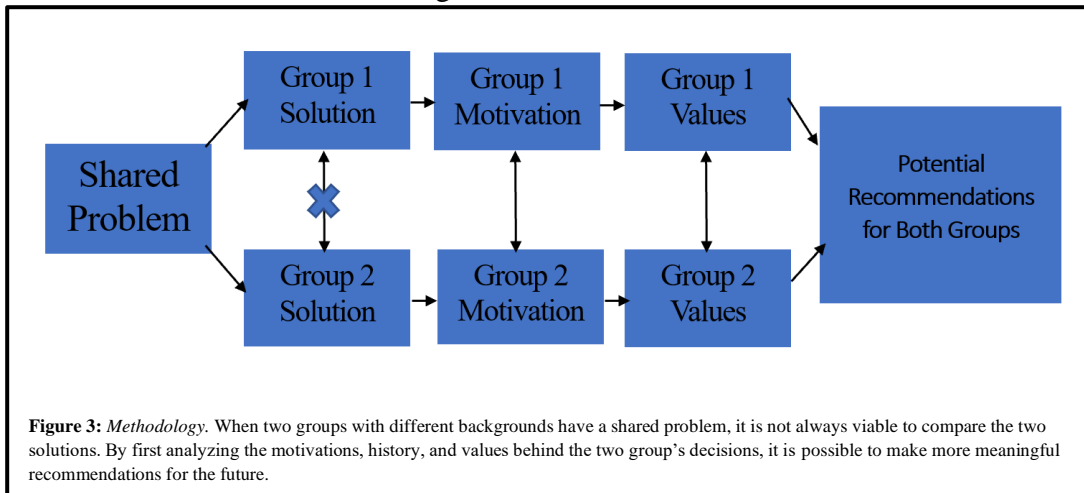 Group 1
Solution
Group 1
Motivation
Group 1
Values
Shared
Problem
Potential
Recommendations
for Both Groups
Group 2
Solution
Group 2
Motivation
Group 2
Values
Figure 3: Methodology. When two groups with different backgrounds have a shared problem, it is not always viable to compare the two
solutions. By first analyzing the motivations, history, and values behind the two group's decisions, it is possible to make more meaningful
recommendations for the future.